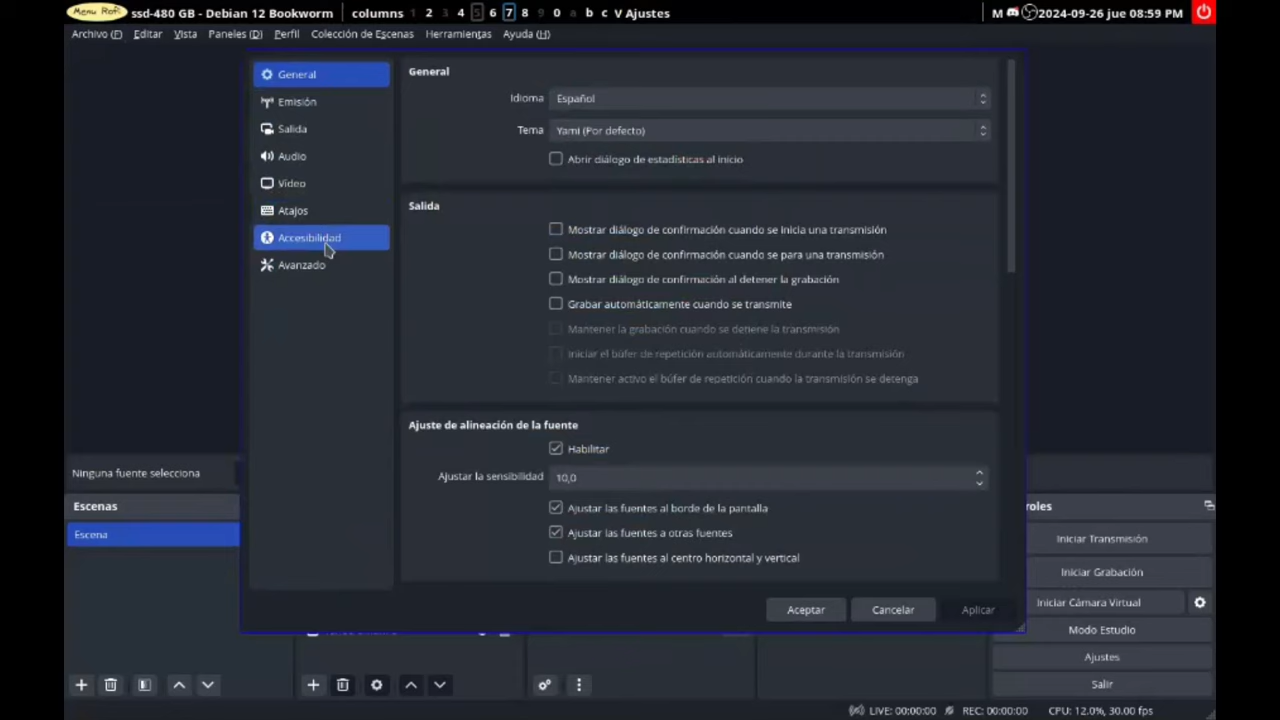 Menu Rofi ssd-480 GB - Debian 12 Bookworm columns 1 2 3 4 5 6 7 8 9 0 a b c V Ajustes M 2024-09-26 jue 08:59 PM
Archivo (F) Editar Vista Paneles (D) Perfil Colección de Escenas Herramientas Ayuda (H)
General
Emisión
Salida
Audio
Vídeo
Atajos
Accesibilidad
Avanzado
General
Idioma Español
Tema Yami (Por defecto)
Abrir diálogo de estadísticas al inicio
Salida
Mostrar diálogo de confirmación cuando se inicia una transmisión
Mostrar diálogo de confirmación cuando se para una transmisión
Mostrar diálogo de confirmación al detener la grabación
Grabar automáticamente cuando se transmite
Mantener la grabación cuando se detiene la transmisión
Iniciar el búfer de repetición automáticamente durante la transmisión
Mantener activo el búfer de repetición cuando la transmisión se detenga
Ajuste de alineación de la fuente
Habilitar
Ajustar la sensibilidad 10,0
Ajustar las fuentes al borde de la pantalla
Ajustar las fuentes a otras fuentes
Ajustar las fuentes al centro horizontal y vertical
Aceptar Cancelar Aplicar
Ninguna fuente selecciona
Escenas
Escena
roles
Iniciar Transmisión
Iniciar Grabación
Iniciar Cámara Virtual
Modo Estudio
Ajustes
Salir
LIVE: 00:00:00 REC: 00:00:00 CPU: 12.0%, 30.00 fps